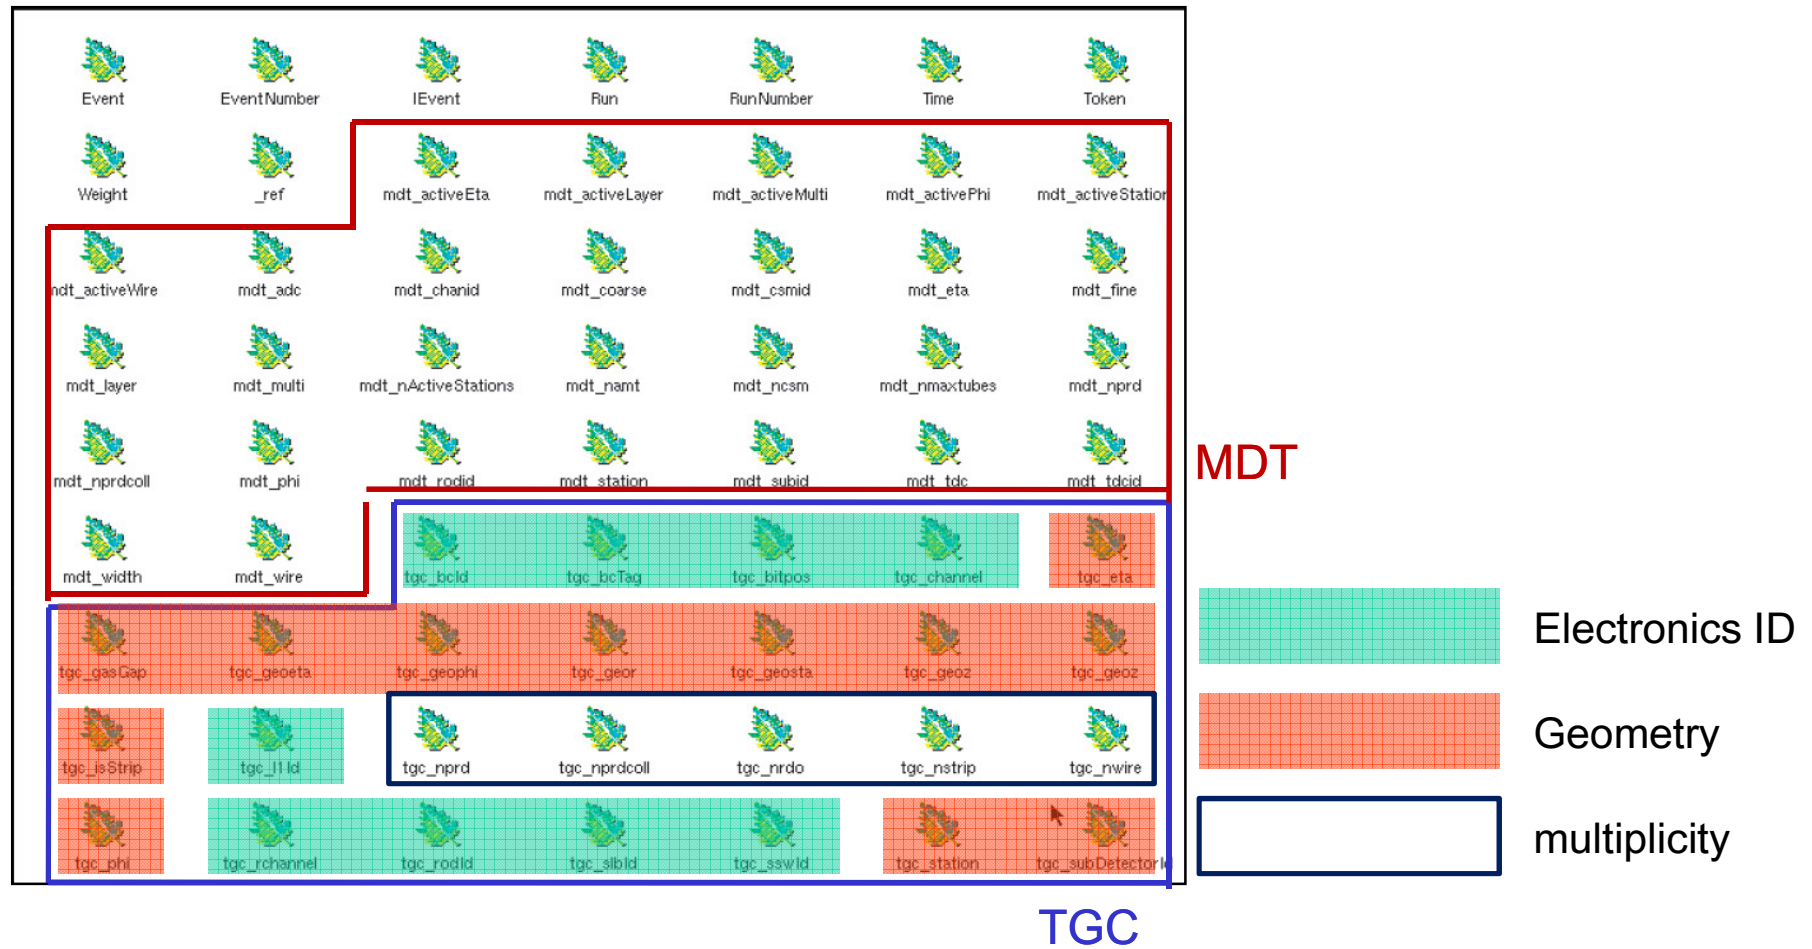 Event EventNumber IEvent Run RunNumber Time Token
Weight _ref mdt_activeEta mdt_activeLayer mdt_activeMulti mdt_activePhi mdt_activeStation
mdt_activeWire mdt_adc mdt_chanid mdt_coarse mdt_csmid mdt_eta mdt_fine
mdt_layer mdt_multi mdt_nActiveStations mdt_namt mdt_ncsm mdt_nmaxtubes mdt_nprd
mdt_nprdcoll mdt_phi mdt_rodid mdt_station mdt_subid mdt_tdc mdt_tdcid
MDT
mdt_width mdt_wire tgc_bcId tgc_bcTag tgc_bitpos tgc_channel tgc_eta
tgc_gasGap tgc_geoeta tgc_geophi tgc_geor tgc_geosta tgc_geoz tgc_geoz
tgc_isStrip tgc_l1Id tgc_nprd tgc_nprdcoll tgc_nrdo tgc_nstrip tgc_nwire
tgc_phi tgc_rchannel tgc_rodId tgc_slbId tgc_sswId tgc_station tgc_subDetectorId
Electronics ID
Geometry
multiplicity
TGC